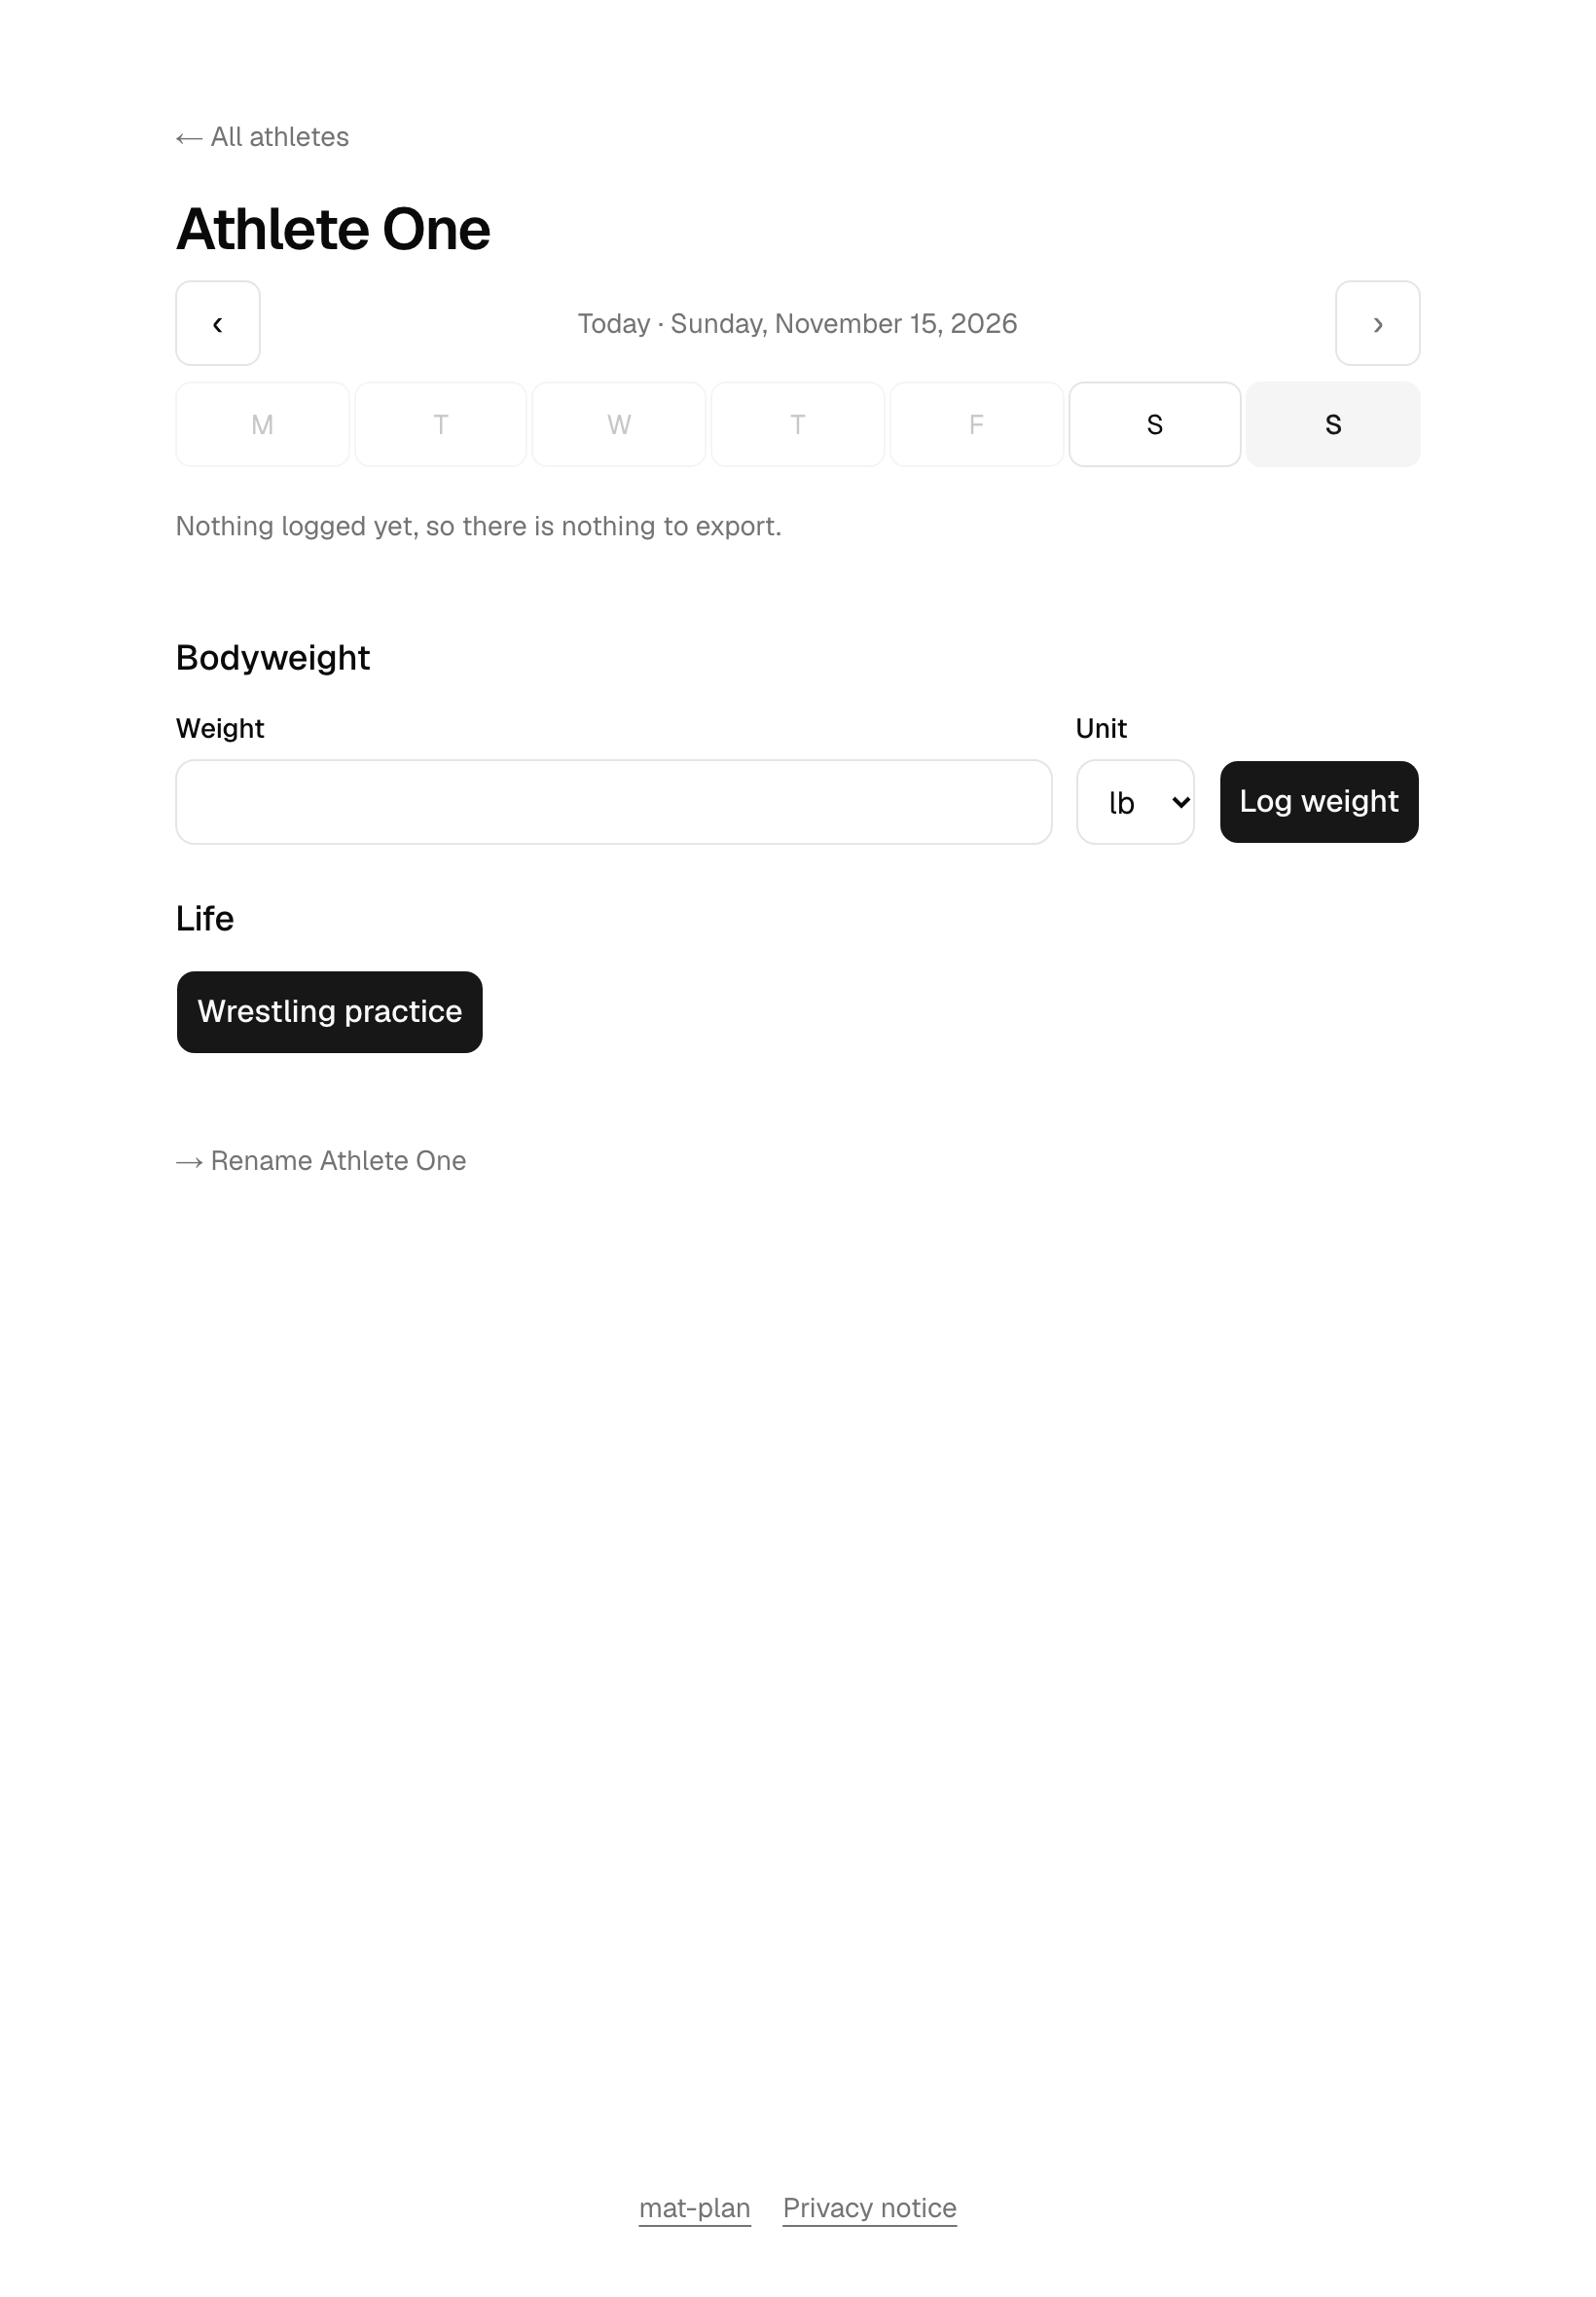 ← All athletes
Athlete One
‹ Today · Sunday, November 15, 2026 ›
M T W T F S S
Nothing logged yet, so there is nothing to export.
Bodyweight
Weight Unit
lb Log weight
Life
Wrestling practice
→ Rename Athlete One
mat-plan Privacy notice